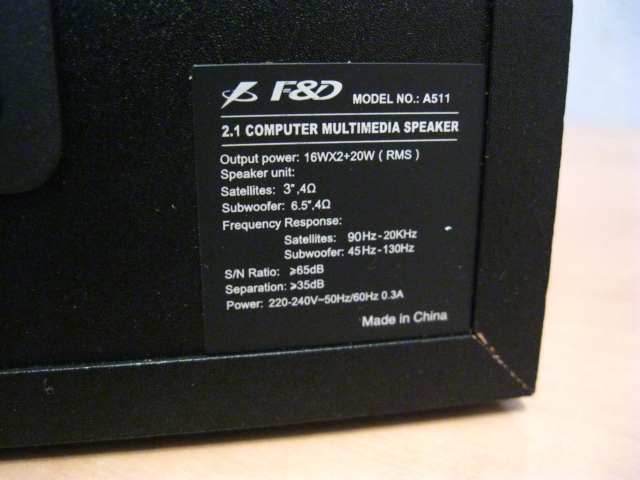 F&D MODEL NO.: A511
2.1 COMPUTER MULTIMEDIA SPEAKER
Output power: 16WX2+20W ( RMS )
Speaker unit:
Satellites: 3",4Ω
Subwoofer: 6.5",4Ω
Frequency Response:
Satellites: 90Hz-20KHz
Subwoofer: 45Hz-130Hz
S/N Ratio: ≥65dB
Separation: ≥35dB
Power: 220-240V~50Hz/60Hz 0.3A
Made in China